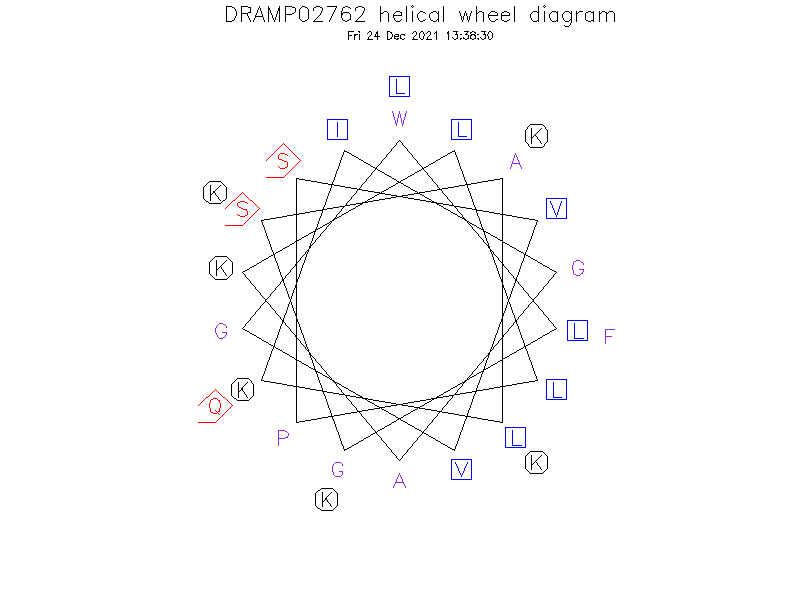 DRAMP02762 helical wheel diagram
Fri 24 Dec 2021 13:38:30
L
I W L
S A K
K S V
K G
G L F
Q K L
P L K
G A V
K